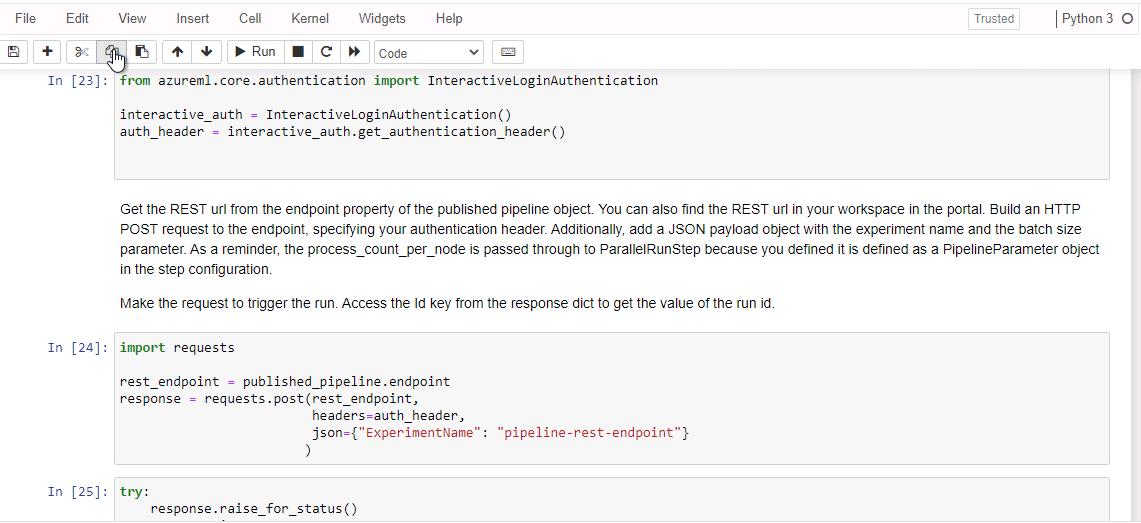 File Edit View Insert Cell Kernel Widgets Help Trusted Python 3
Run Code
In [23]: from azureml.core.authentication import InteractiveLoginAuthentication
interactive_auth = InteractiveLoginAuthentication()
auth_header = interactive_auth.get_authentication_header()
Get the REST url from the endpoint property of the published pipeline object. You can also find the REST url in your workspace in the portal. Build an HTTP
POST request to the endpoint, specifying your authentication header. Additionally, add a JSON payload object with the experiment name and the batch size
parameter. As a reminder, the process_count_per_node is passed through to ParallelRunStep because you defined it is defined as a PipelineParameter object
in the step configuration.
Make the request to trigger the run. Access the Id key from the response dict to get the value of the run id.
In [24]: import requests
rest_endpoint = published_pipeline.endpoint
response = requests.post(rest_endpoint,
headers=auth_header,
json={"ExperimentName": "pipeline-rest-endpoint"}
)
In [25]: try:
response.raise_for_status()